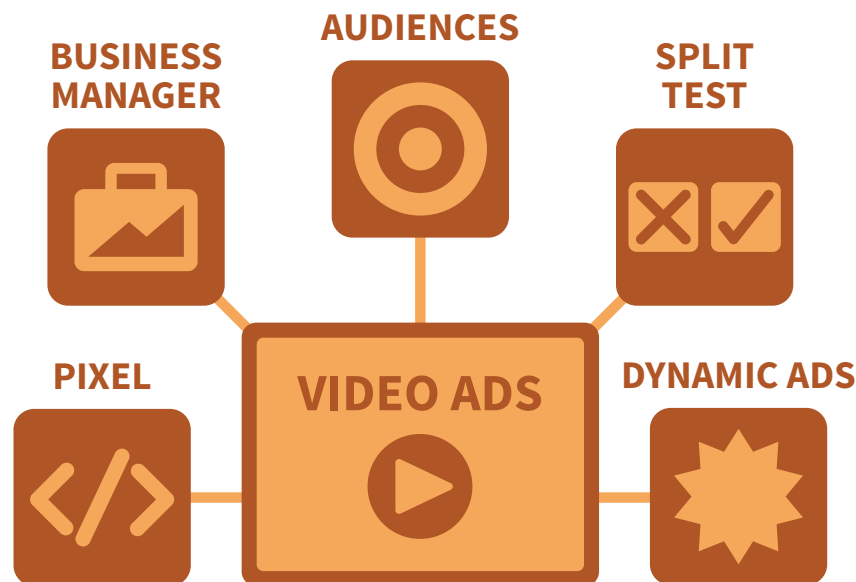 AUDIENCES
BUSINESS
MANAGER
SPLIT
TEST
PIXEL
VIDEO ADS
DYNAMIC ADS